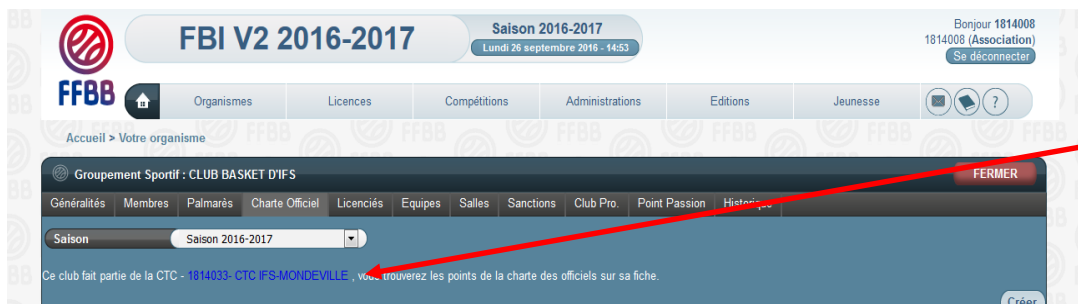 FFBB
FBI V2 2016-2017
Saison 2016-2017
Lundi 26 septembre 2016 - 14:53
Bonjour 1814008
1814008 (Association)
Se déconnecter
Organismes Licences Compétitions Administrations Editions Jeunesse ?
Accueil > Votre organisme
Groupement Sportif : CLUB BASKET D'IFS FERMER
Généralités Membres Palmarès Charte Officiel Licenciés Equipes Salles Sanctions Club Pro. Point Passion Historique
Saison Saison 2016-2017
Ce club fait partie de la CTC - 1814033- CTC IFS-MONDEVILLE , vous trouverez les points de la charte des officiels sur sa fiche.
Créer